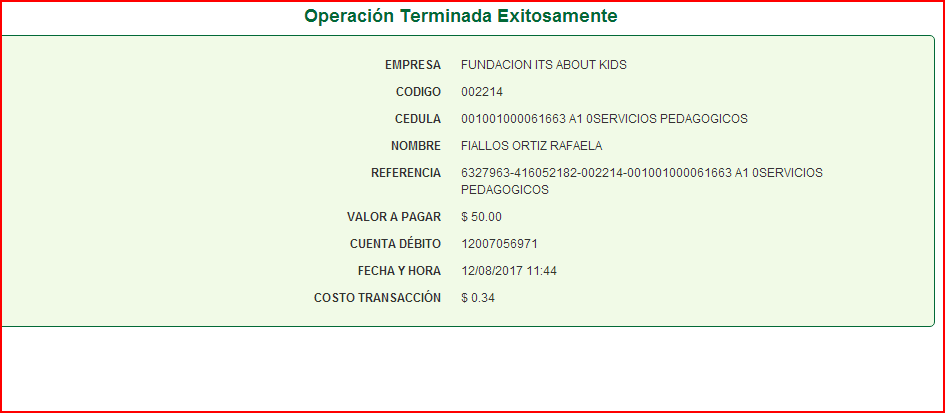 Operación Terminada Exitosamente
EMPRESA FUNDACION ITS ABOUT KIDS
CODIGO 002214
CEDULA 001001000061663 A1 0SERVICIOS PEDAGOGICOS
NOMBRE FIALLOS ORTIZ RAFAELA
REFERENCIA 6327963-416052182-002214-001001000061663 A1 0SERVICIOS
PEDAGOGICOS
VALOR A PAGAR $ 50.00
CUENTA DÉBITO 12007056971
FECHA Y HORA 12/08/2017 11:44
COSTO TRANSACCIÓN $ 0.34